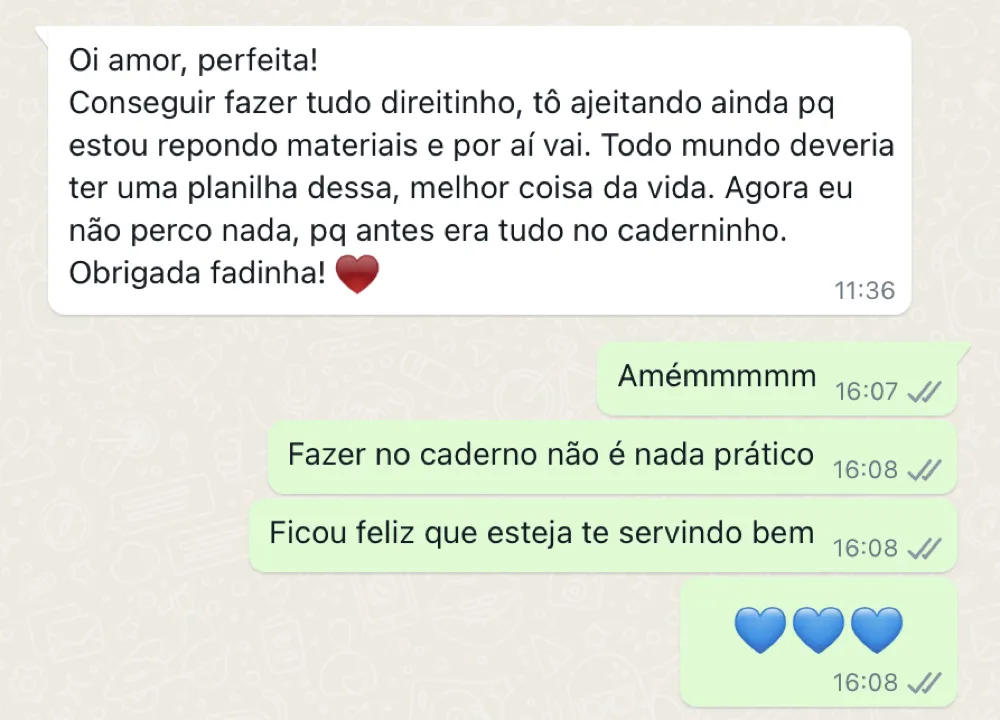 Oi amor, perfeita!
Conseguir fazer tudo direitinho, tô ajeitando ainda pq
estou repondo materiais e por aí vai. Todo mundo deveria
ter uma planilha dessa, melhor coisa da vida. Agora eu
não perco nada, pq antes era tudo no caderninho.
Obrigada fadinha! ❤️
11:36
Amémmmmm 16:07
Fazer no caderno não é nada prático 16:08
Ficou feliz que esteja te servindo bem 16:08
💙💙💙
16:08